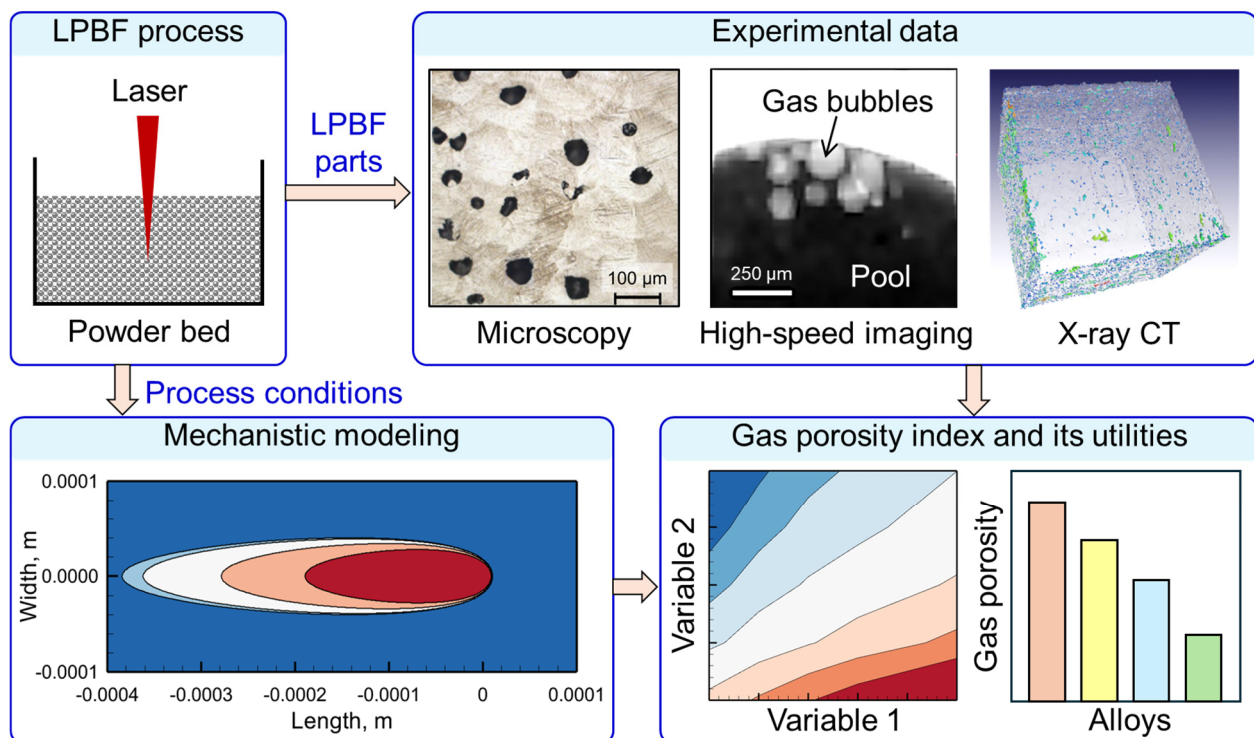 LPBF process
Laser
Powder bed
LPBF
parts
Experimental data
100 µm
Microscopy
Gas bubbles
250 µm
Pool
High-speed imaging
X-ray CT
Process conditions
Mechanistic modeling
Width, m
0.0001
0.0000
-0.0001
-0.0004
-0.0003
-0.0002
-0.0001
0
0.0001
Length, m
Gas porosity index and its utilities
Variable 2
Variable 1
Gas porosity
Alloys